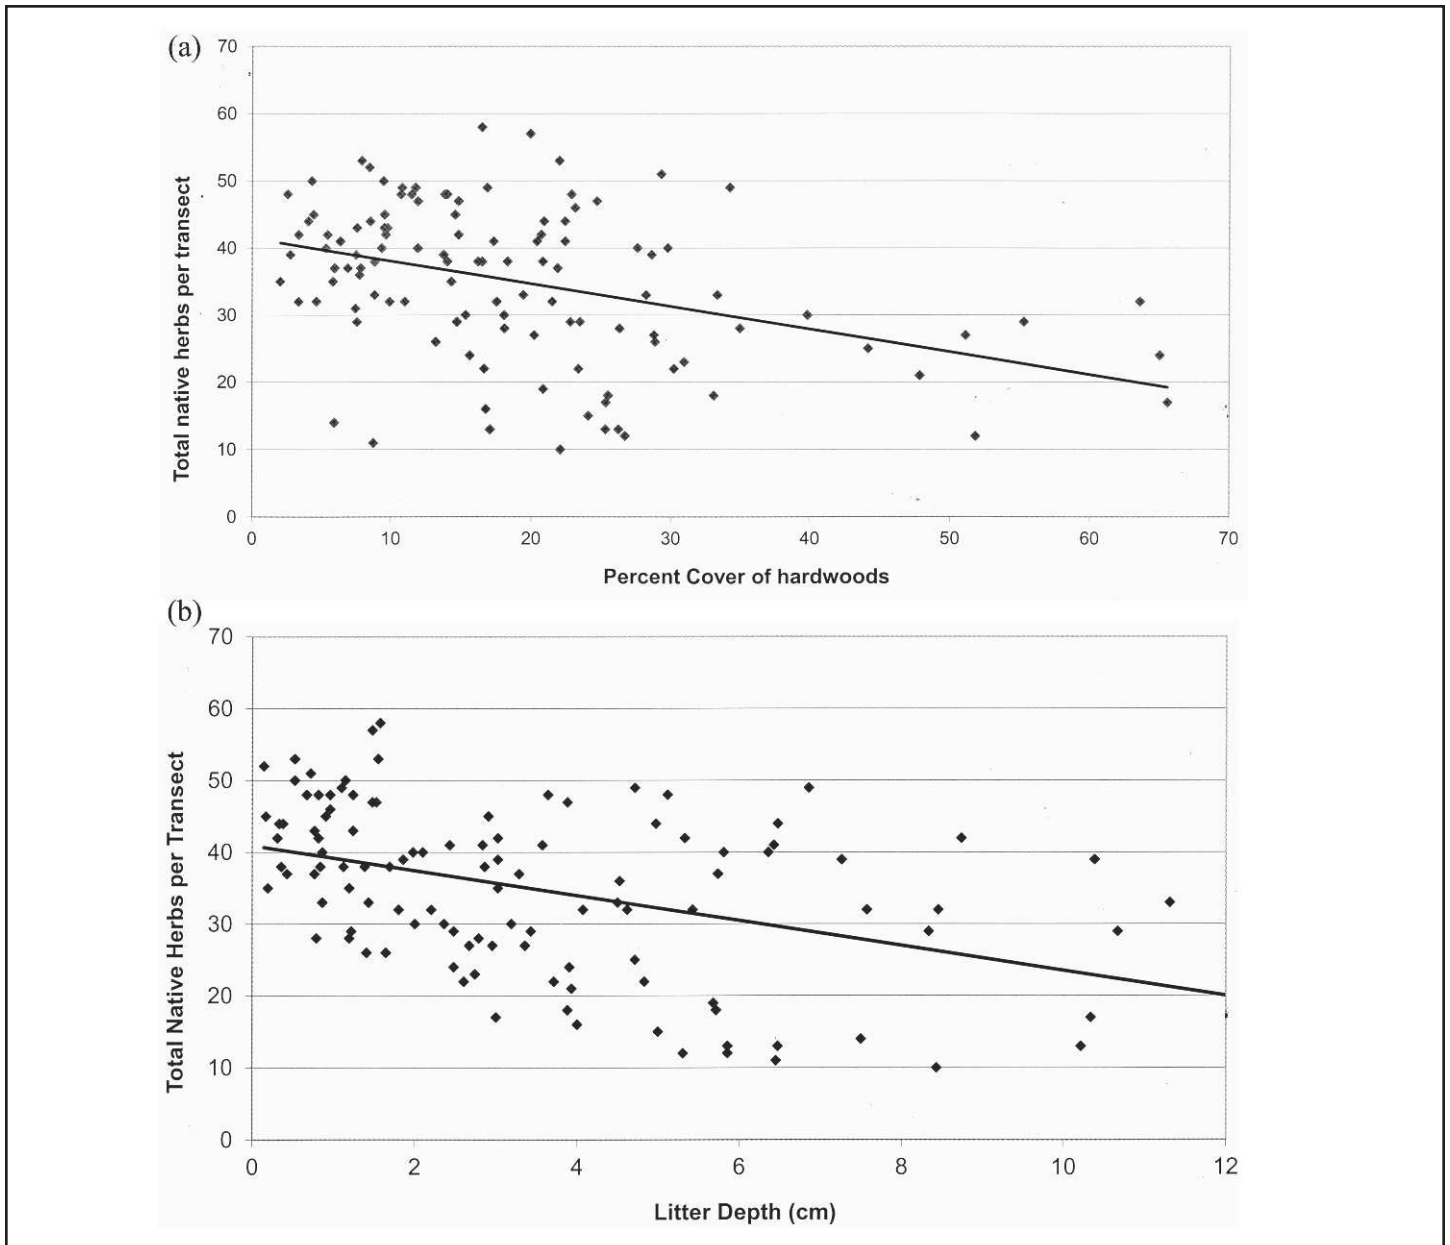 (a)
70
60
50
40
30
20
10
0
Total native herbs per transect
0 10 20 30 40 50 60 70
Percent Cover of hardwoods
(b)
70
60
50
40
30
20
10
0
Total Native Herbs per Transect
0 2 4 6 8 10 12
Litter Depth (cm)